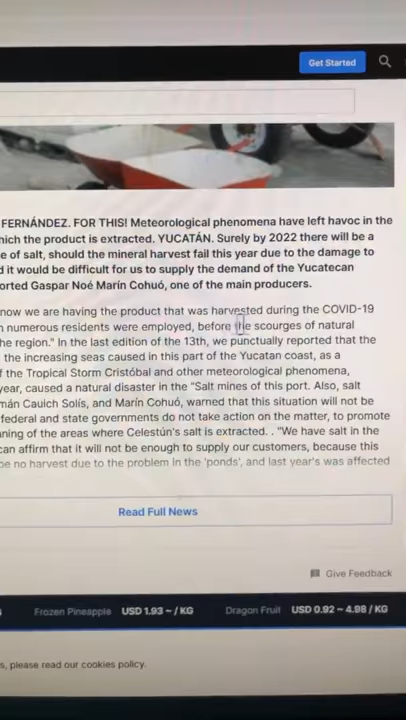 Get Started
FERNÁNDEZ. FOR THIS! Meteorological phenomena have left havoc in the
hich the product is extracted. YUCATÁN. Surely by 2022 there will be a
e of salt, should the mineral harvest fail this year due to the damage to
d it would be difficult for us to supply the demand of the Yucatecan
orted Gaspar Noé Marín Cohuó, one of the main producers.
now we are having the product that was harvested during the COVID-19
n numerous residents were employed, before the scourges of natural
he region." In the last edition of the 13th, we punctually reported that the
the increasing seas caused in this part of the Yucatan coast, as a
f the Tropical Storm Cristóbal and other meteorological phenomena,
year, caused a natural disaster in the "Salt mines of this port. Also, salt
mán Cauich Solís, and Marín Cohuó, warned that this situation will not be
federal and state governments do not take action on the matter, to promote
ning of the areas where Celestún's salt is extracted. . "We have salt in the
can affirm that it will not be enough to supply our customers, because this
be no harvest due to the problem in the 'ponds', and last year's was affected
Read Full News
Give Feedback
Frozen Pineapple USD 1.93 ~ / KG Dragon Fruit USD 0.92 ~ 4.98 / KG
s, please read our cookies policy.